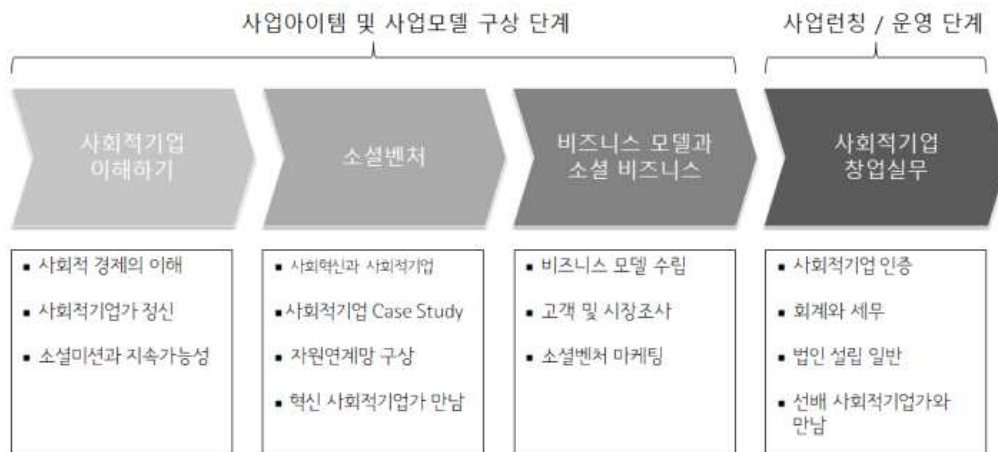 사업아이템 및 사업모델 구상 단계
사업런칭 / 운영 단계
사회적기업
이해하기
소셜벤처
비즈니스 모델과
소셜 비즈니스
사회적기업
창업실무
▪ 사회적 경제의 이해
▪ 사회적기업가 정신
▪ 소셜미션과 지속가능성
▪ 사회혁신과 사회적기업
▪ 사회적기업 Case Study
▪ 자원연계망 구상
▪ 혁신 사회적기업가 만남
▪ 비즈니스 모델 수립
▪ 고객 및 시장조사
▪ 소셜벤처 마케팅
▪ 사회적기업 인증
▪ 회계와 세무
▪ 법인 설립 일반
▪ 선배 사회적기업가와
만남